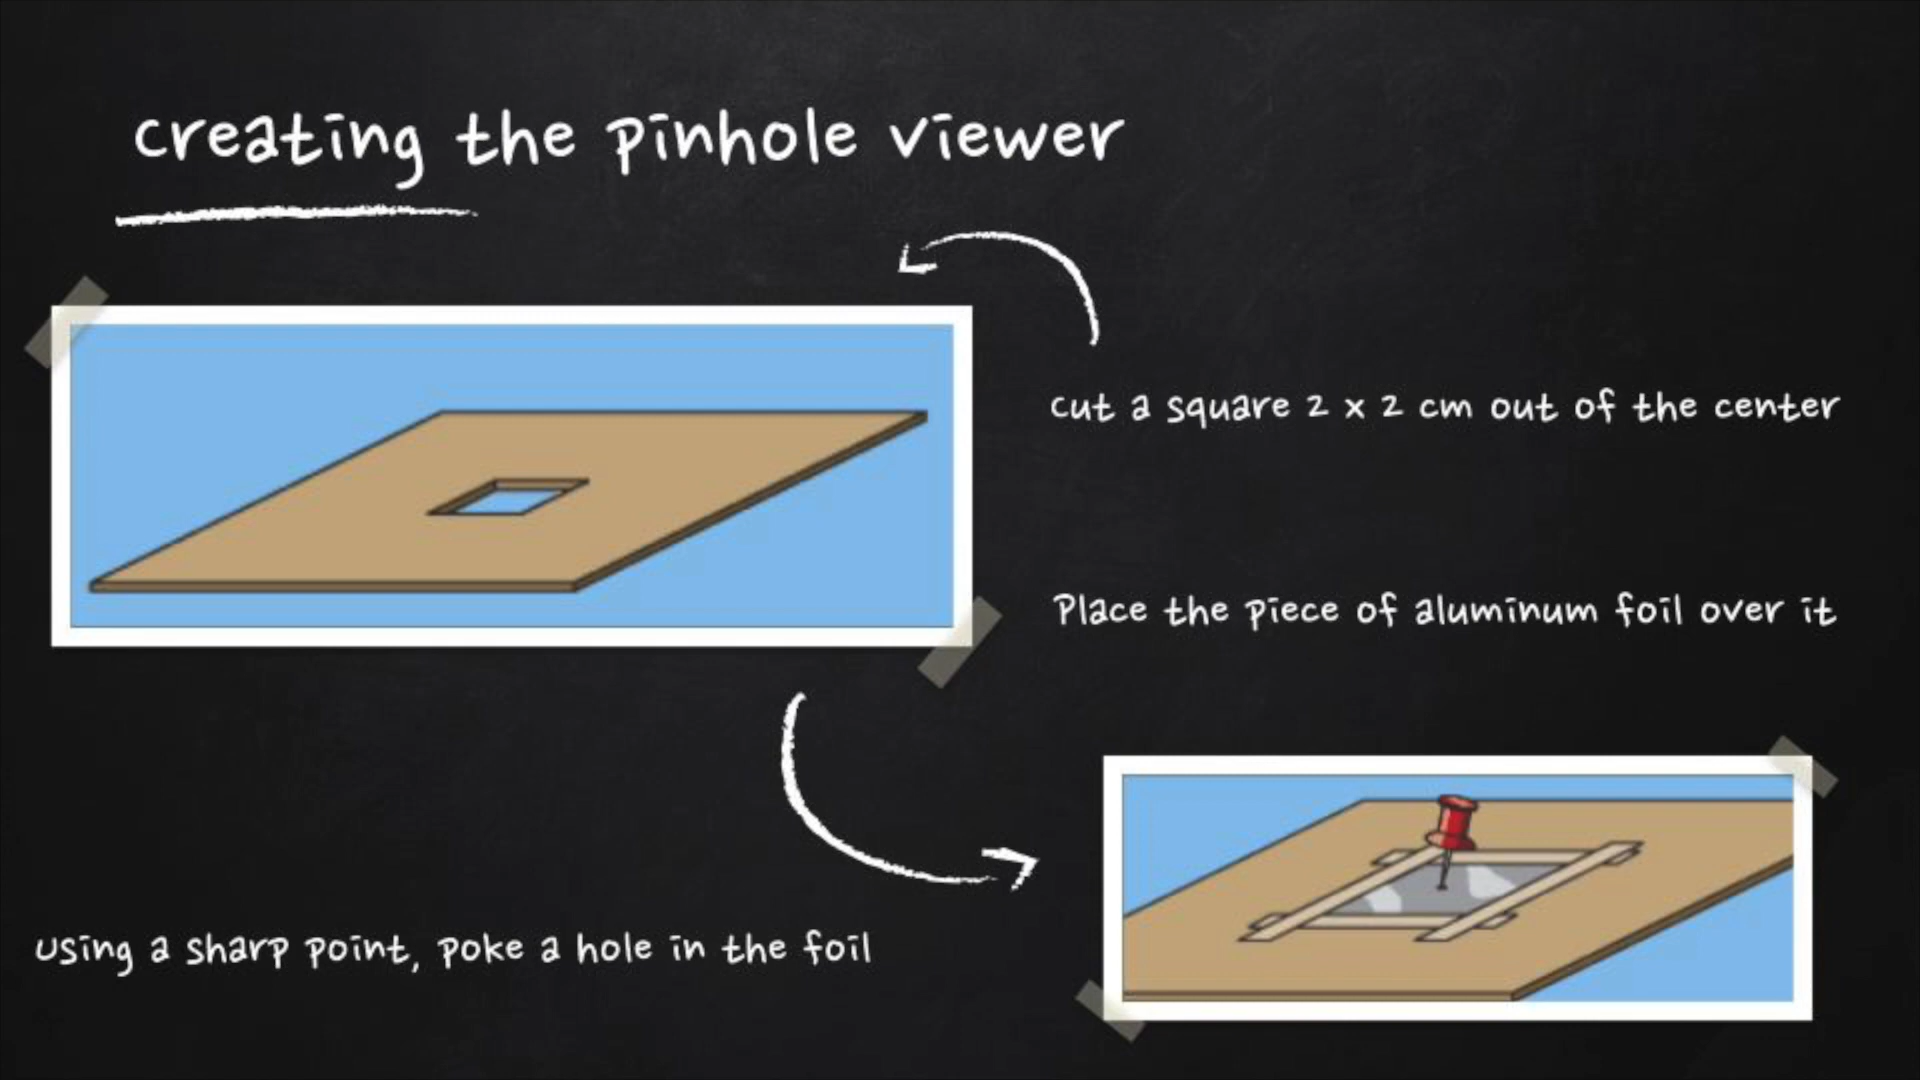 creating the pinhole viewer
cut a square 2 x 2 cm out of the center
Place the piece of aluminum foil over it
using a sharp point, poke a hole in the foil